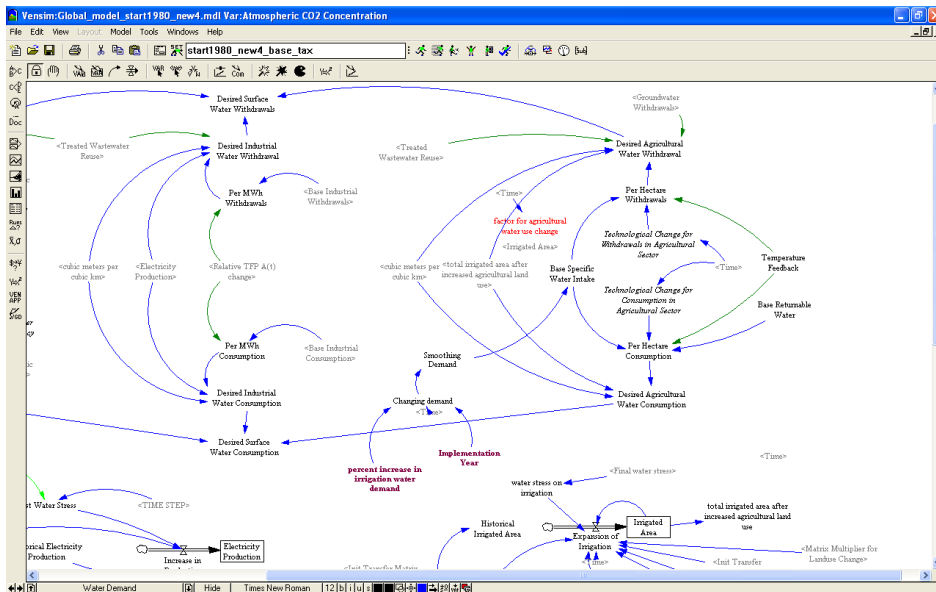 Vensim:Global_model_start1980_new4.mdl Var:Atmospheric CO2 Concentration
File Edit View Layout Model Tools Windows Help
start1980_new4_base_tax
Desired Surface
Water Withdrawals
<Treated Wastewater
Reuse>
Desired Industrial
Water Withdrawal
Per MWh
Withdrawals
<Base Industrial
Withdrawals>
<cubic meters per
cubic km>
<Electricity
Production>
<Relative TFP A(t)
change>
Per MWh
Consumption
<Base Industrial
Consumption>
Desired Industrial
Water Consumption
Desired Surface
Water Consumption
<Groundwater
Withdrawals>
<Treated
Wastewater Reuse>
Desired Agricultural
Water Withdrawal
<Time>
Per Hectare
Withdrawals
factor for agricultural
water use change
<Irrigated Area>
Technological Change for
Withdrawals in Agricultural
Sector
<cubic meters per
cubic km>
<total irrigated area after
increased agricultural land
use>
Base Specific
Water Intake
<Time>
Temperature
Feedback
Technological Change for
Consumption in
Agricultural Sector
Base Returnable
Water
Per Hectare
Consumption
Smoothing
Demand
Desired Agricultural
Water Consumption
Changing demand
<Time>
percent increase in
irrigation water
demand
Implementation
Year
<Time>
<Final water stress>
water stress on
irrigation
t Water Stress
<TIME STEP>
Historical
Irrigated Area
Expansion of
Irrigation
Irrigated
Area
total irrigated area after
increased agricultural land
use
rical Electricity
Production
Increase in
Electricity
Production
<Time>
<Init Transfer
<Matrix Multiplier for
Landuse Change>
<Init Transfer Matrix
Water Demand Hide Times New Roman 12 b i u s